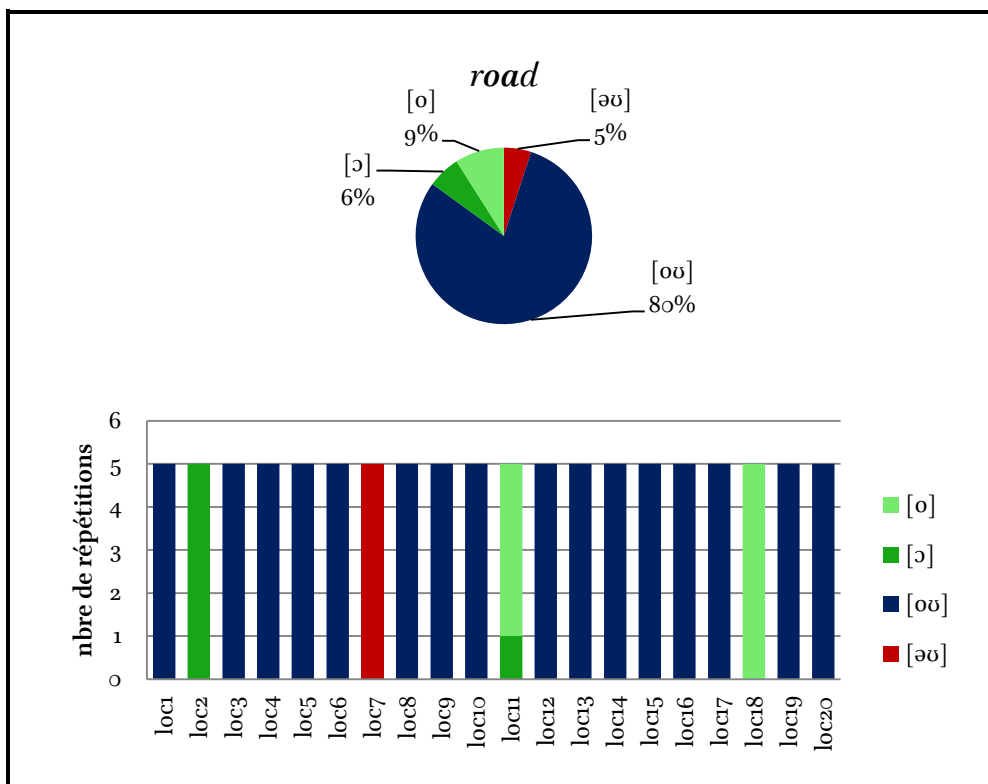 road
[o]
9%
[əʊ]
5%
[ɔ]
6%
[oʊ]
80%
nbre de répétitions
6
5
4
3
2
1
0
loc1
loc2
loc3
loc4
loc5
loc6
loc7
loc8
loc9
loc10
loc11
loc12
loc13
loc14
loc15
loc16
loc17
loc18
loc19
loc20
[o]
[ɔ]
[oʊ]
[əʊ]